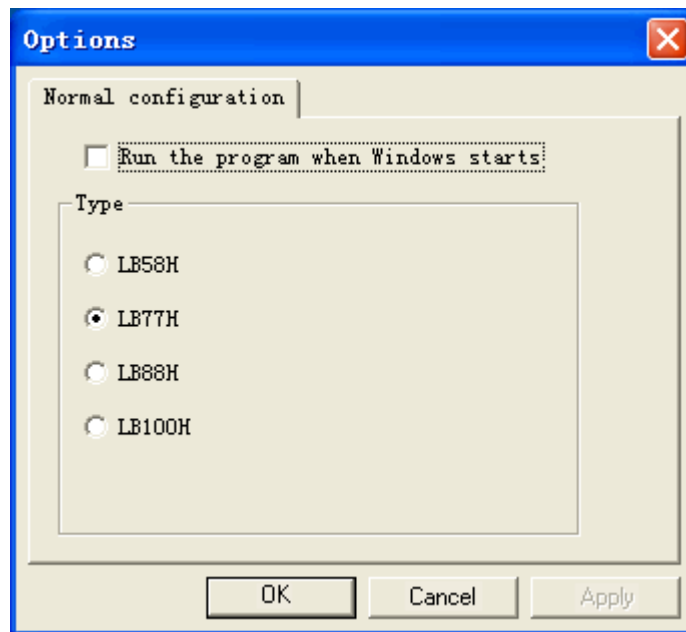 Options
Normal configuration
Run the program when Windows starts
Type
LB58H
LB77H
LB88H
LB100H
OK Cancel Apply